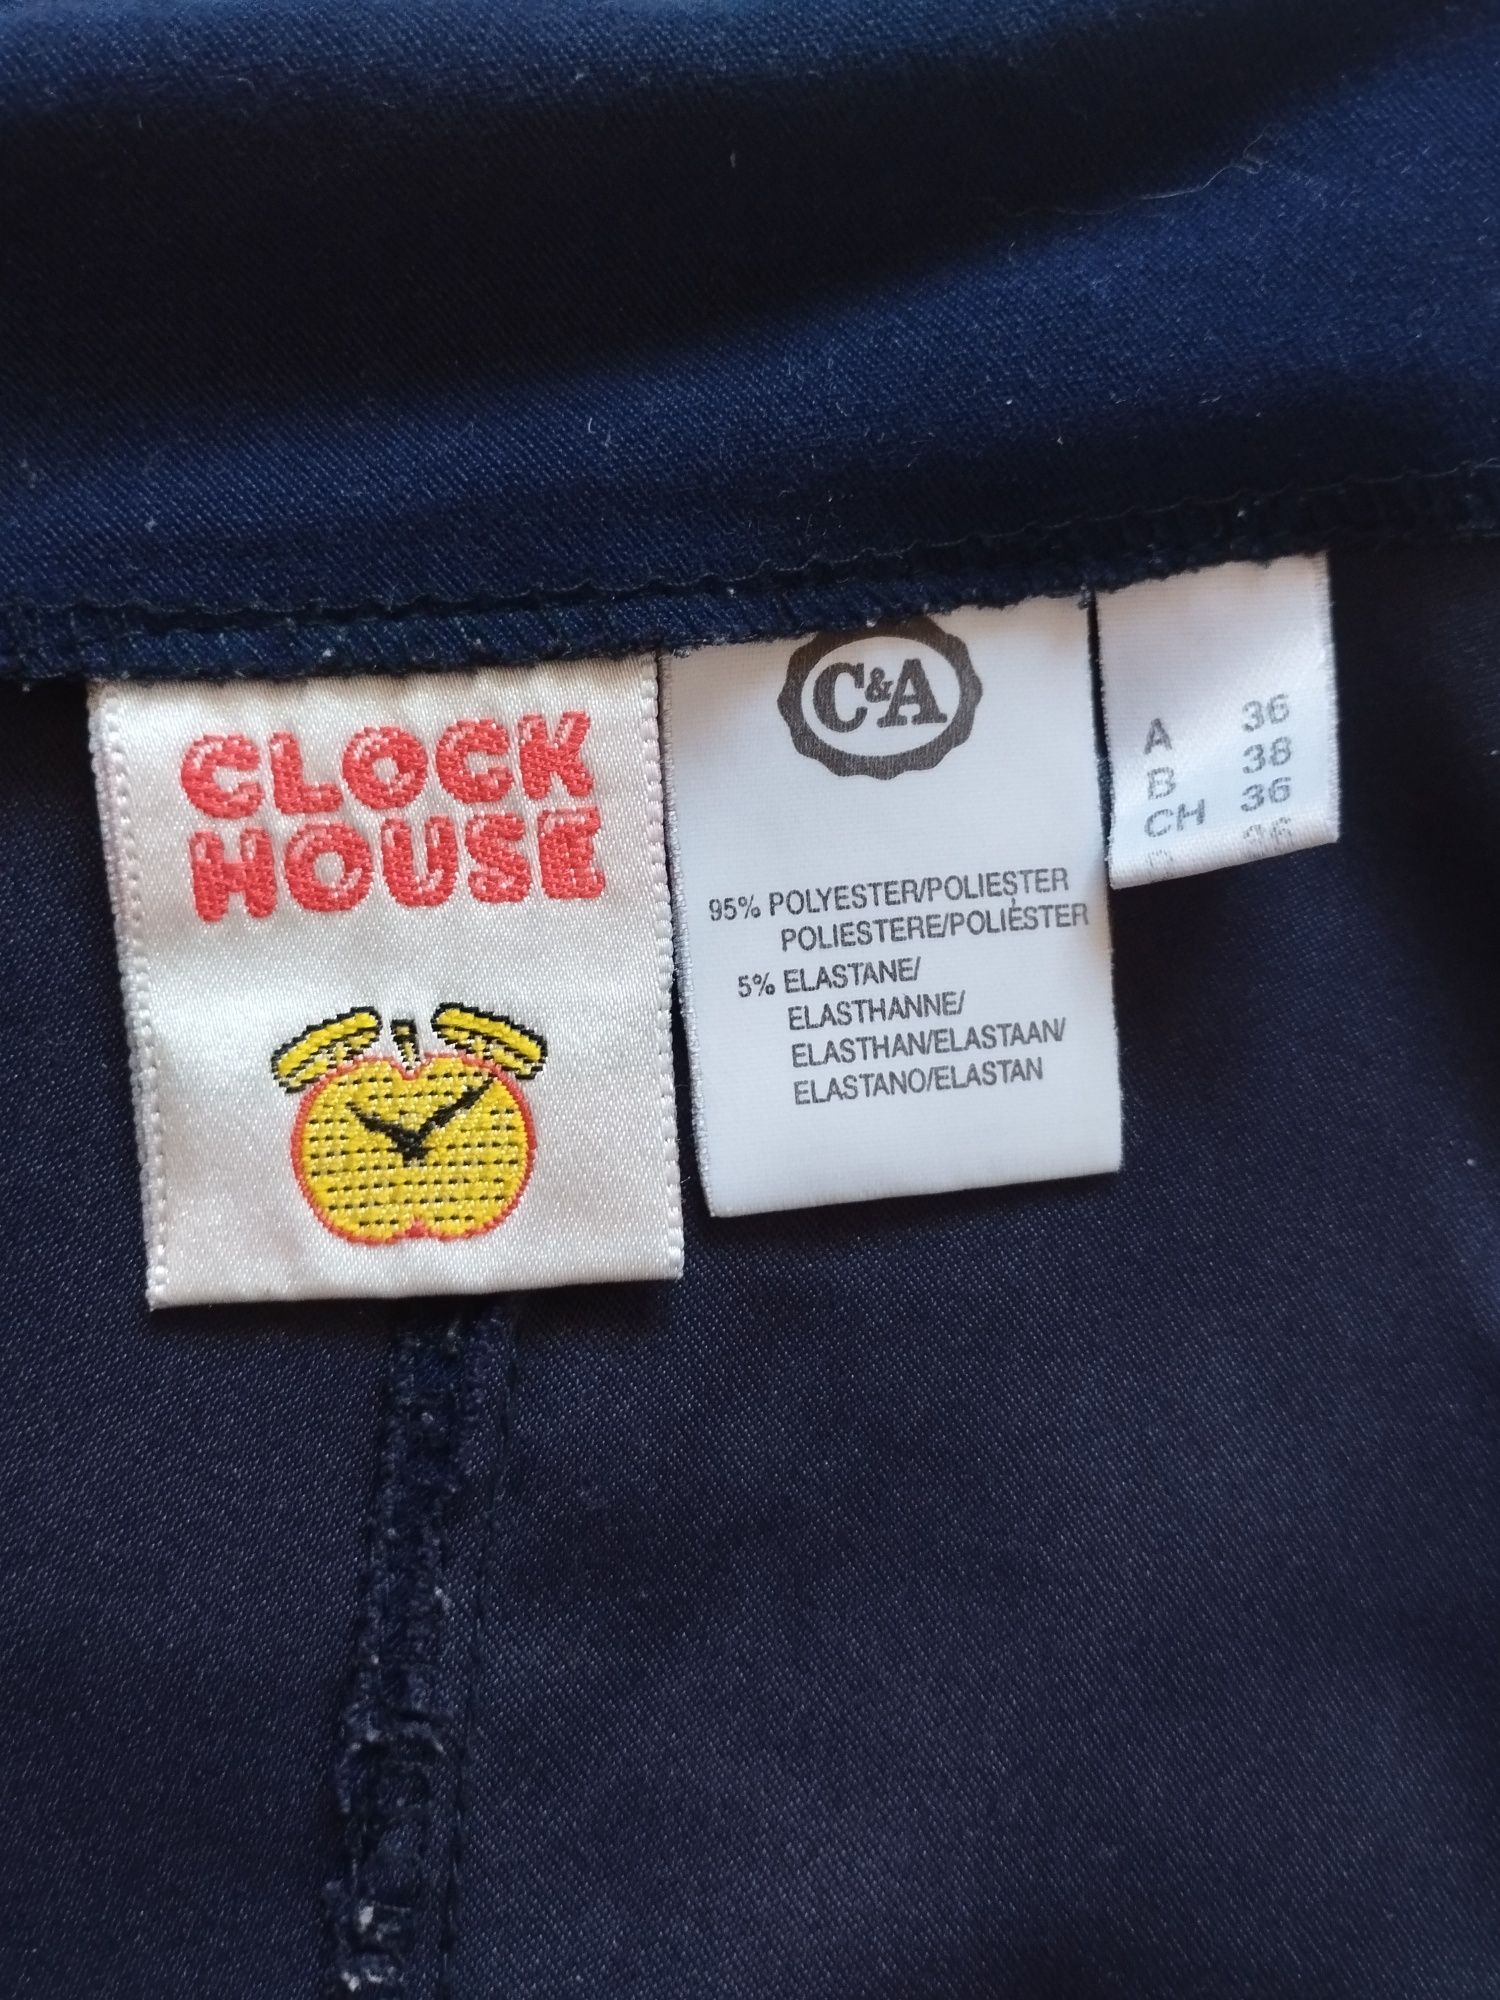 CLOCK
HOUSE
C&A
95% POLYESTER/POLIESTER
POLIESTERE/POLIÉSTER
5% ELASTANE/
ELASTHANNE/
ELASTHAN/ELASTAAN/
ELASTANO/ELASTAN
A 36
B 38
CH 36